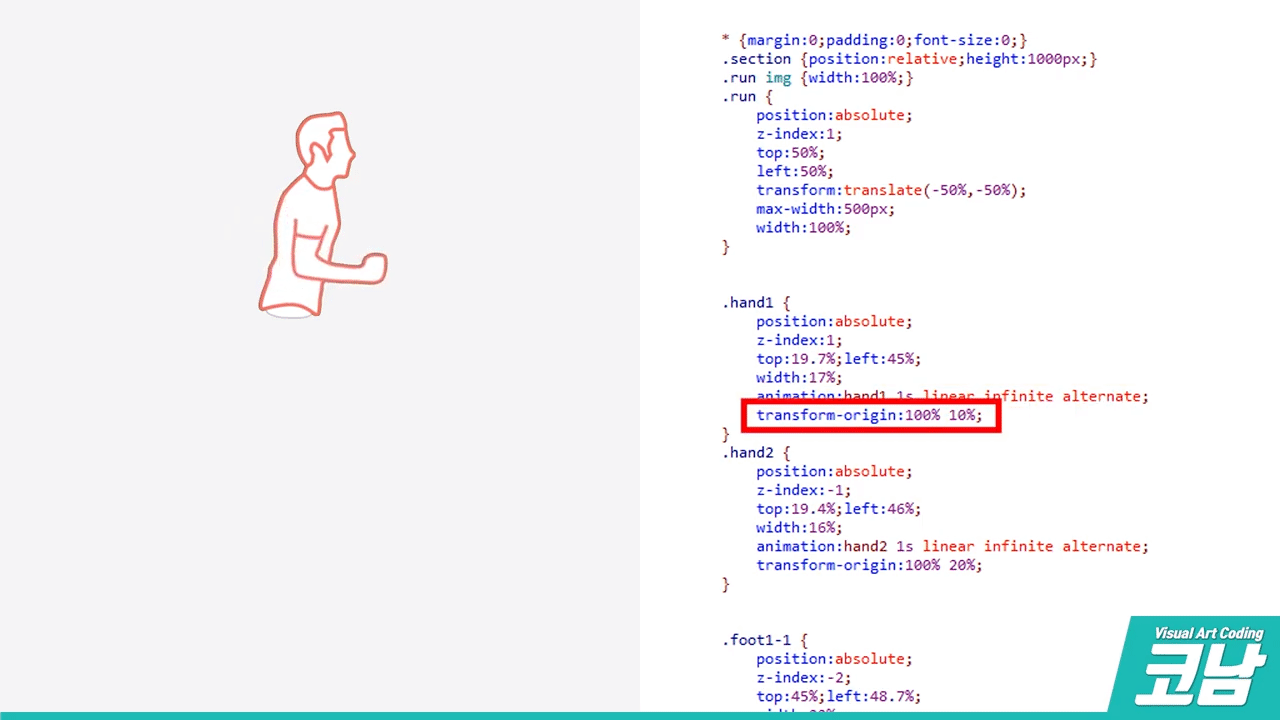 * {margin:0;padding:0;font-size:0;}
.section {position:relative;height:1000px;}
.run img {width:100%;}
.run {
position:absolute;
z-index:1;
top:50%;
left:50%;
transform:translate(-50%,-50%);
max-width:500px;
width:100%;
}
.hand1 {
position:absolute;
z-index:1;
top:19.7%;left:45%;
width:17%;
animation:hand1 1s linear infinite alternate;
transform-origin:100% 10%;
}
.hand2 {
position:absolute;
z-index:-1;
top:19.4%;left:46%;
width:16%;
animation:hand2 1s linear infinite alternate;
transform-origin:100% 20%;
}
.foot1-1 {
position:absolute;
z-index:-2;
top:45%;left:48.7%;
Visual Art Coding
코남